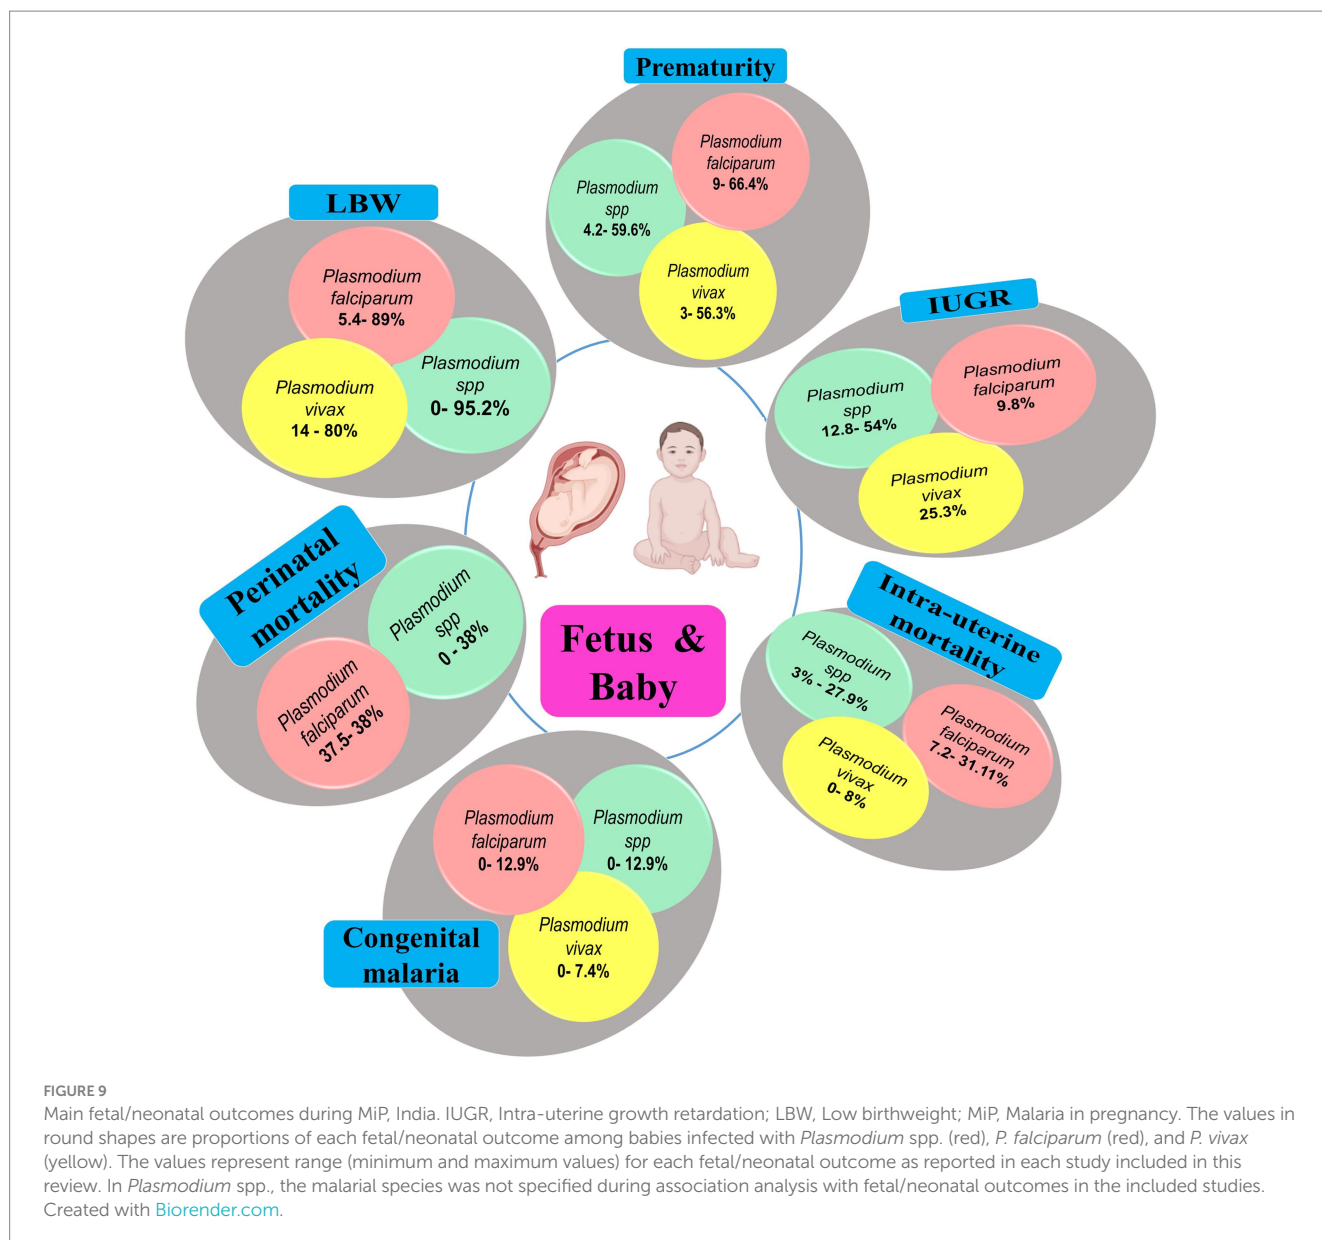 Prematurity
Plasmodium
falciparum
9- 66.4%
Plasmodium
spp
4.2- 59.6%
Plasmodium
vivax
3- 56.3%
LBW
Plasmodium
falciparum
5.4- 89%
Plasmodium
spp
0- 95.2%
Plasmodium
vivax
14 - 80%
IUGR
Plasmodium
falciparum
9.8%
Plasmodium
spp
12.8- 54%
Plasmodium
vivax
25.3%
Perinatal
mortality
Plasmodium
spp
0 - 38%
Plasmodium
falciparum
37.5- 38%
Fetus &
Baby
Intra-uterine
mortality
Plasmodium
spp
3% - 27.9%
Plasmodium
falciparum
7.2- 31.11%
Plasmodium
vivax
0- 8%
Plasmodium
falciparum
0- 12.9%
Plasmodium
spp
0- 12.9%
Plasmodium
vivax
0- 7.4%
Congenital
malaria
FIGURE 9
Main fetal/neonatal outcomes during MiP, India. IUGR, Intra-uterine growth retardation; LBW, Low birthweight; MiP, Malaria in pregnancy. The values in
round shapes are proportions of each fetal/neonatal outcome among babies infected with Plasmodium spp. (red), P. falciparum (red), and P. vivax
(yellow). The values represent range (minimum and maximum values) for each fetal/neonatal outcome as reported in each study included in this
review. In Plasmodium spp., the malarial species was not specified during association analysis with fetal/neonatal outcomes in the included studies.
Created with Biorender.com.